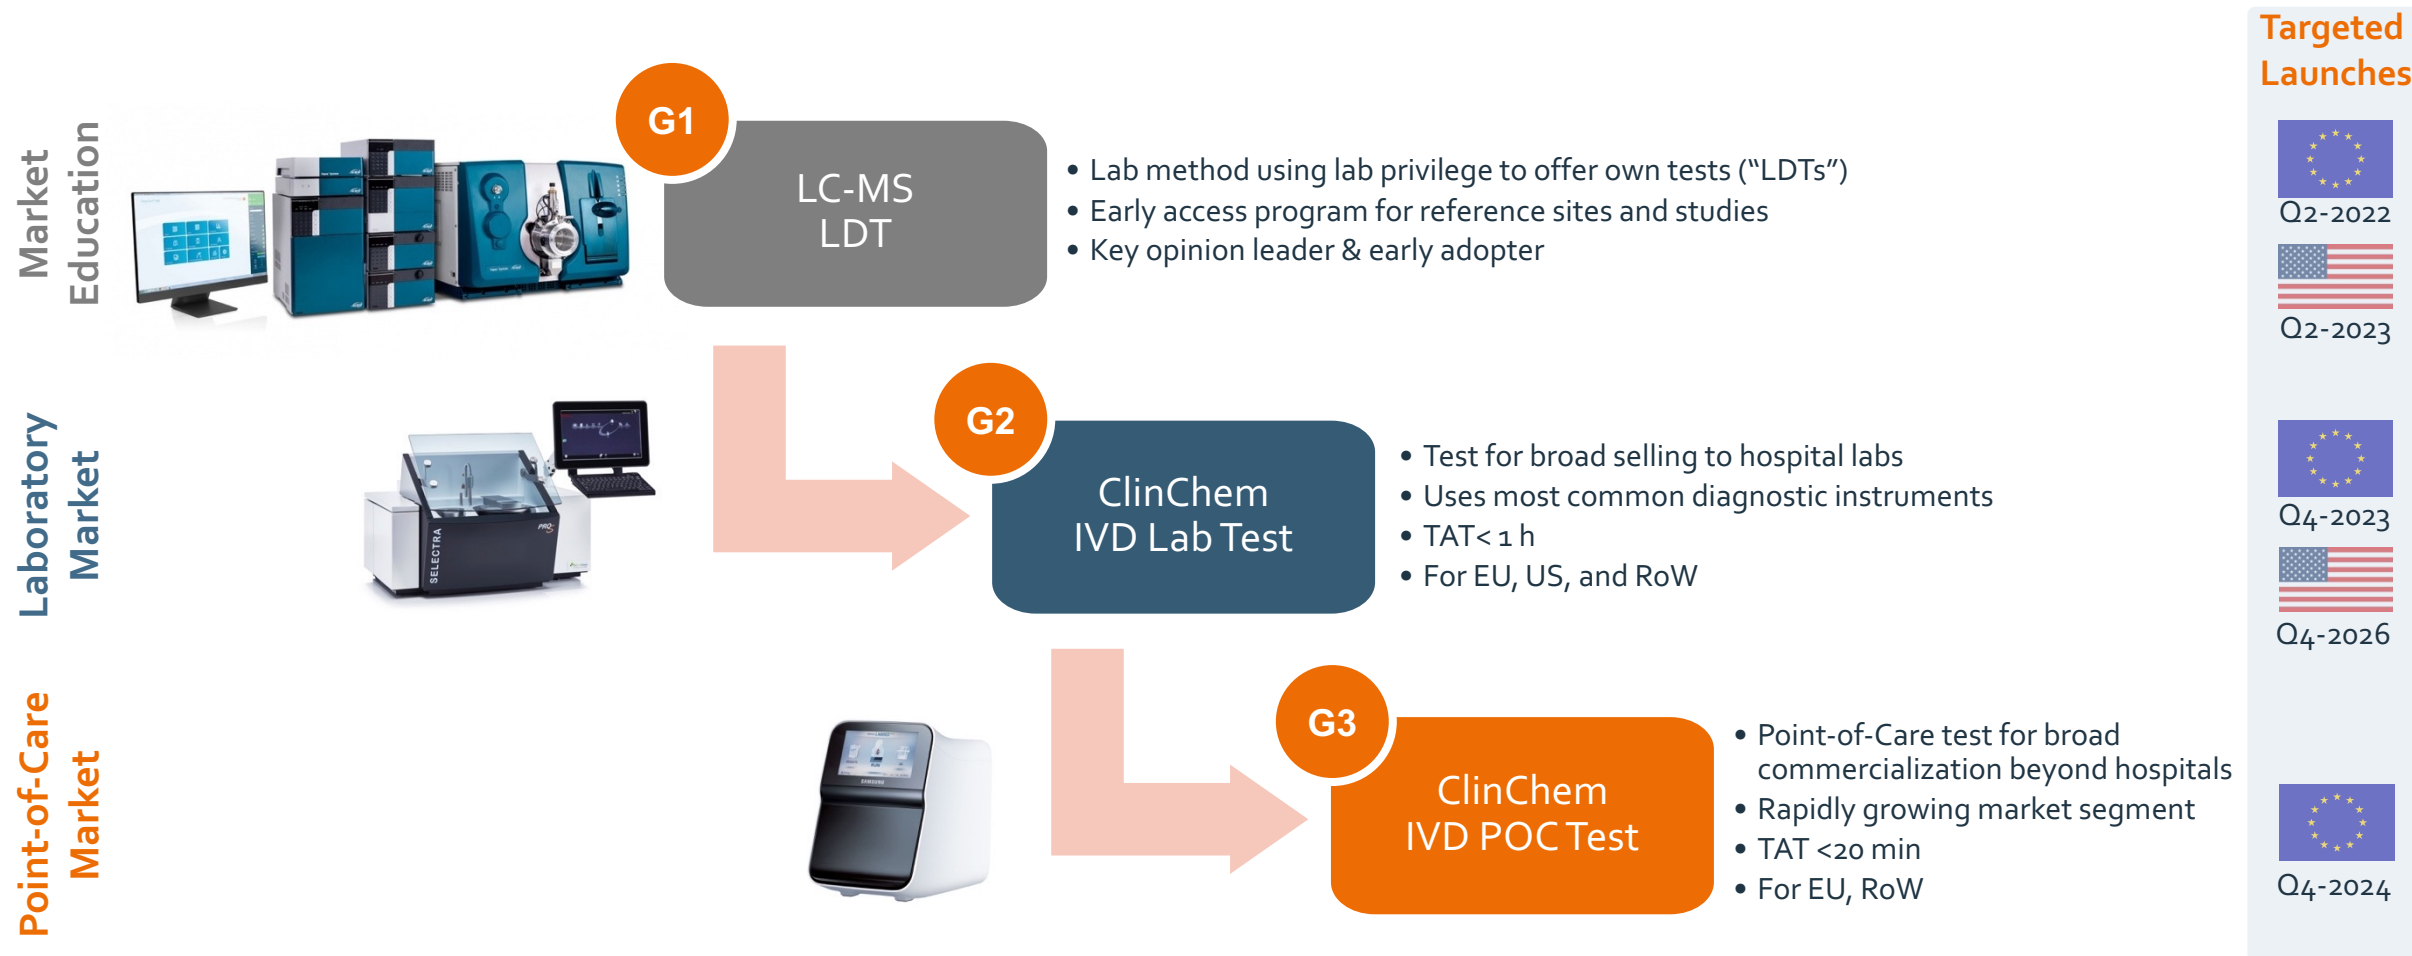 Targeted
Launches
Market
Education
G1
LC-MS
LDT
• Lab method using lab privilege to offer own tests (“LDTs”)
• Early access program for reference sites and studies
• Key opinion leader & early adopter
Q2-2022
Q2-2023
Laboratory
Market
SELECTRA
PRO S
G2
ClinChem
IVD Lab Test
• Test for broad selling to hospital labs
• Uses most common diagnostic instruments
• TAT< 1 h
• For EU, US, and RoW
Q4-2023
Q4-2026
Point-of-Care
Market
SAMSUNG
G3
ClinChem
IVD POC Test
• Point-of-Care test for broad
commercialization beyond hospitals
• Rapidly growing market segment
• TAT <20 min
• For EU, RoW
Q4-2024